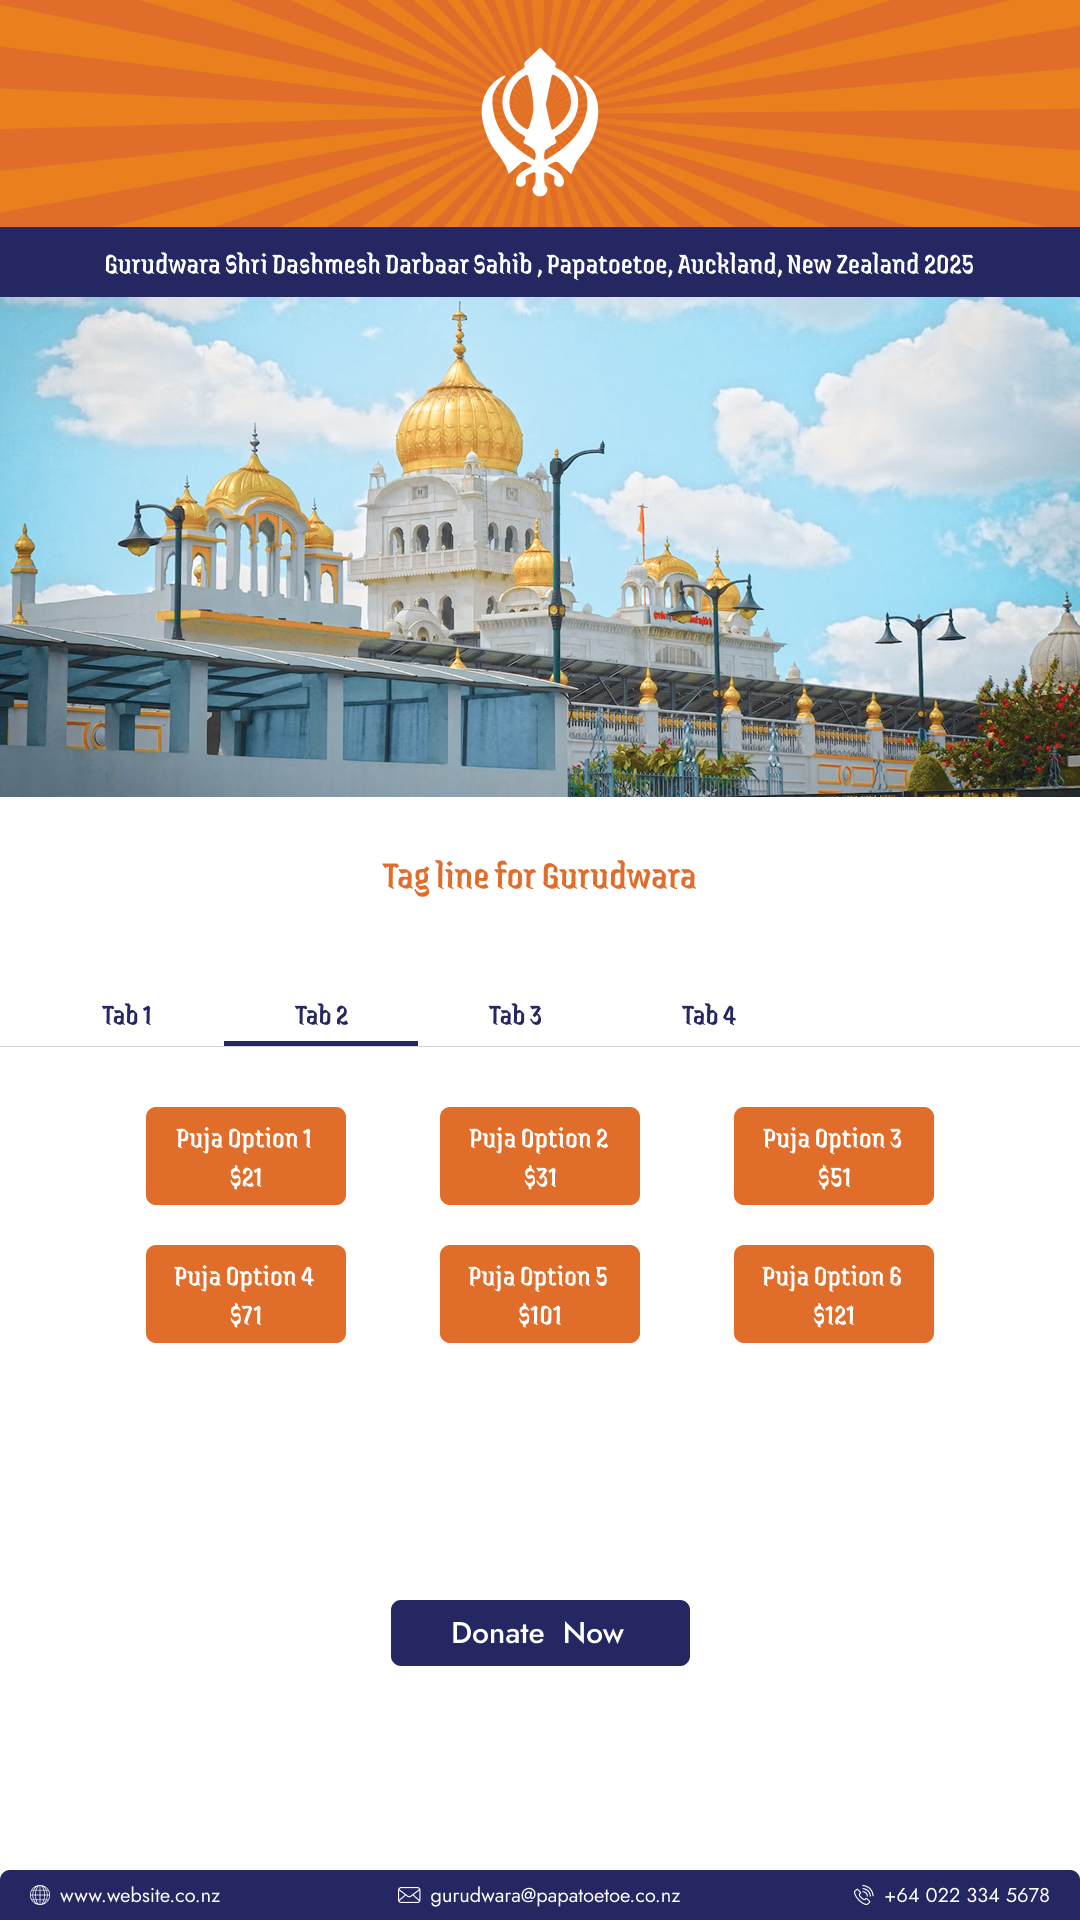 Gurudwara Shri Dashmesh Darbaar Sahib , Papatoetoe, Auckland, New Zealand 2025
Tag line for Gurudwara
Tab 1
Tab 2
Tab 3
Tab 4
Puja Option 1
$21
Puja Option 2
$31
Puja Option 3
$51
Puja Option 4
$71
Puja Option 5
$101
Puja Option 6
$121
Donate Now
www.website.co.nz
gurudwara@papatoetoe.co.nz
+64 022 334 5678